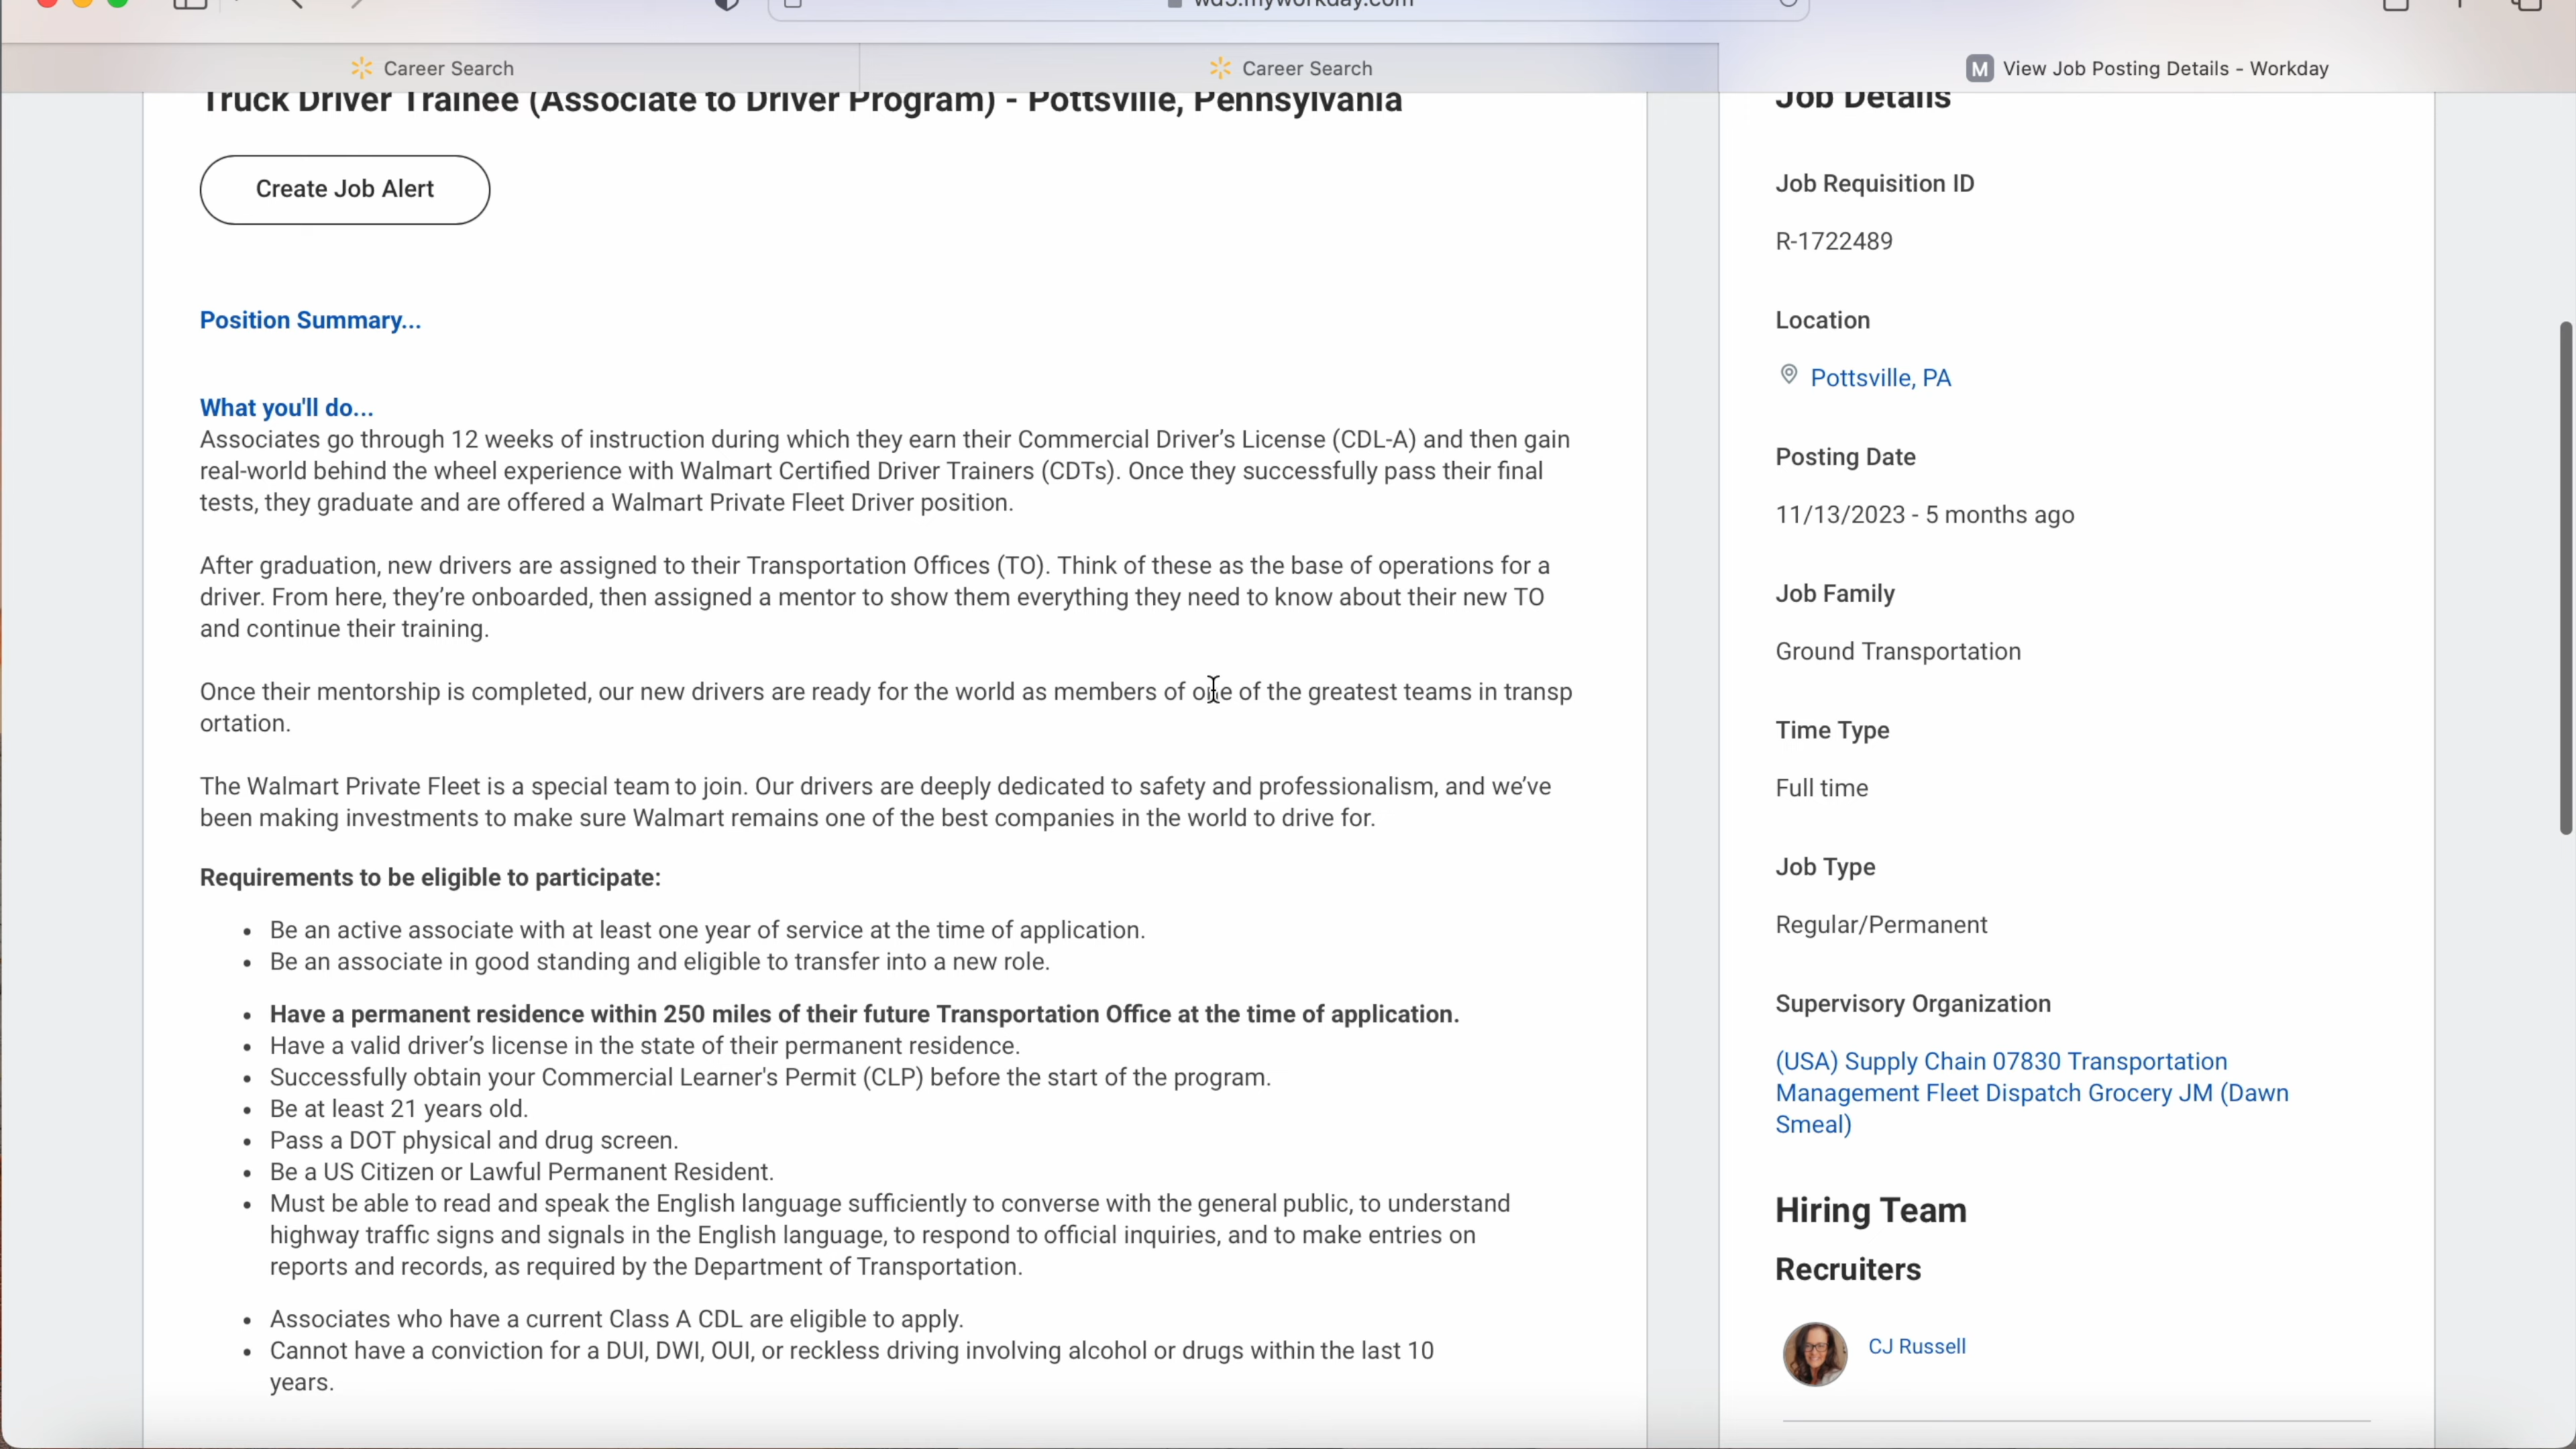 wd5.myworkday.com
Career Search
Career Search
M View Job Posting Details - Workday
Truck Driver Trainee (Associate to Driver Program) - Pottsville, Pennsylvania
Create Job Alert
Position Summary...
What you'll do...
Associates go through 12 weeks of instruction during which they earn their Commercial Driver’s License (CDL-A) and then gain
real-world behind the wheel experience with Walmart Certified Driver Trainers (CDTs). Once they successfully pass their final
tests, they graduate and are offered a Walmart Private Fleet Driver position.
After graduation, new drivers are assigned to their Transportation Offices (TO). Think of these as the base of operations for a
driver. From here, they’re onboarded, then assigned a mentor to show them everything they need to know about their new TO
and continue their training.
Once their mentorship is completed, our new drivers are ready for the world as members of one of the greatest teams in transp
ortation.
The Walmart Private Fleet is a special team to join. Our drivers are deeply dedicated to safety and professionalism, and we’ve
been making investments to make sure Walmart remains one of the best companies in the world to drive for.
Requirements to be eligible to participate:
• Be an active associate with at least one year of service at the time of application.
• Be an associate in good standing and eligible to transfer into a new role.
• Have a permanent residence within 250 miles of their future Transportation Office at the time of application.
• Have a valid driver’s license in the state of their permanent residence.
• Successfully obtain your Commercial Learner's Permit (CLP) before the start of the program.
• Be at least 21 years old.
• Pass a DOT physical and drug screen.
• Be a US Citizen or Lawful Permanent Resident.
• Must be able to read and speak the English language sufficiently to converse with the general public, to understand
highway traffic signs and signals in the English language, to respond to official inquiries, and to make entries on
reports and records, as required by the Department of Transportation.
• Associates who have a current Class A CDL are eligible to apply.
• Cannot have a conviction for a DUI, DWI, OUI, or reckless driving involving alcohol or drugs within the last 10
years.
Job Details
Job Requisition ID
R-1722489
Location
Pottsville, PA
Posting Date
11/13/2023 - 5 months ago
Job Family
Ground Transportation
Time Type
Full time
Job Type
Regular/Permanent
Supervisory Organization
(USA) Supply Chain 07830 Transportation
Management Fleet Dispatch Grocery JM (Dawn
Smeal)
Hiring Team
Recruiters
CJ Russell